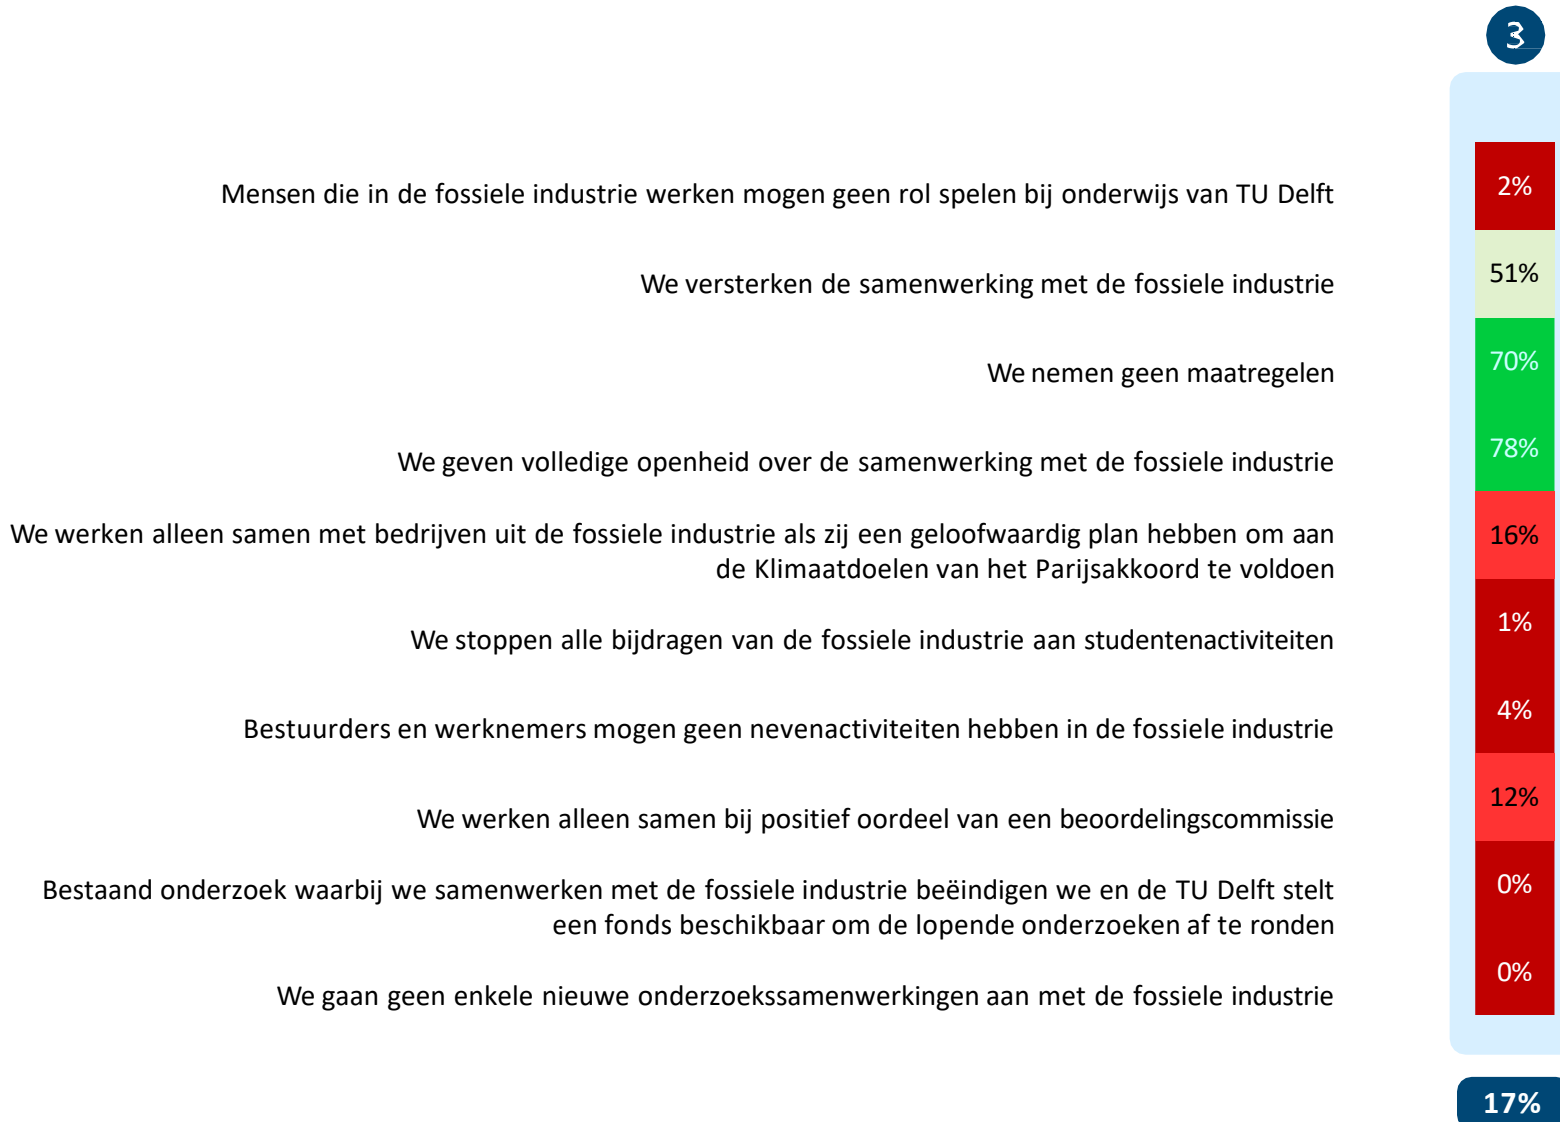 3
Mensen die in de fossiele industrie werken mogen geen rol spelen bij onderwijs van TU Delft
2%
We versterken de samenwerking met de fossiele industrie
51%
We nemen geen maatregelen
70%
We geven volledige openheid over de samenwerking met de fossiele industrie
78%
We werken alleen samen met bedrijven uit de fossiele industrie als zij een geloofwaardig plan hebben om aan
de Klimaatdoelen van het Parijsakkoord te voldoen
16%
We stoppen alle bijdragen van de fossiele industrie aan studentenactiviteiten
1%
Bestuurders en werknemers mogen geen nevenactiviteiten hebben in de fossiele industrie
4%
We werken alleen samen bij positief oordeel van een beoordelingscommissie
12%
Bestaand onderzoek waarbij we samenwerken met de fossiele industrie beëindigen we en de TU Delft stelt
een fonds beschikbaar om de lopende onderzoeken af te ronden
0%
We gaan geen enkele nieuwe onderzoekssamenwerkingen aan met de fossiele industrie
0%
17%